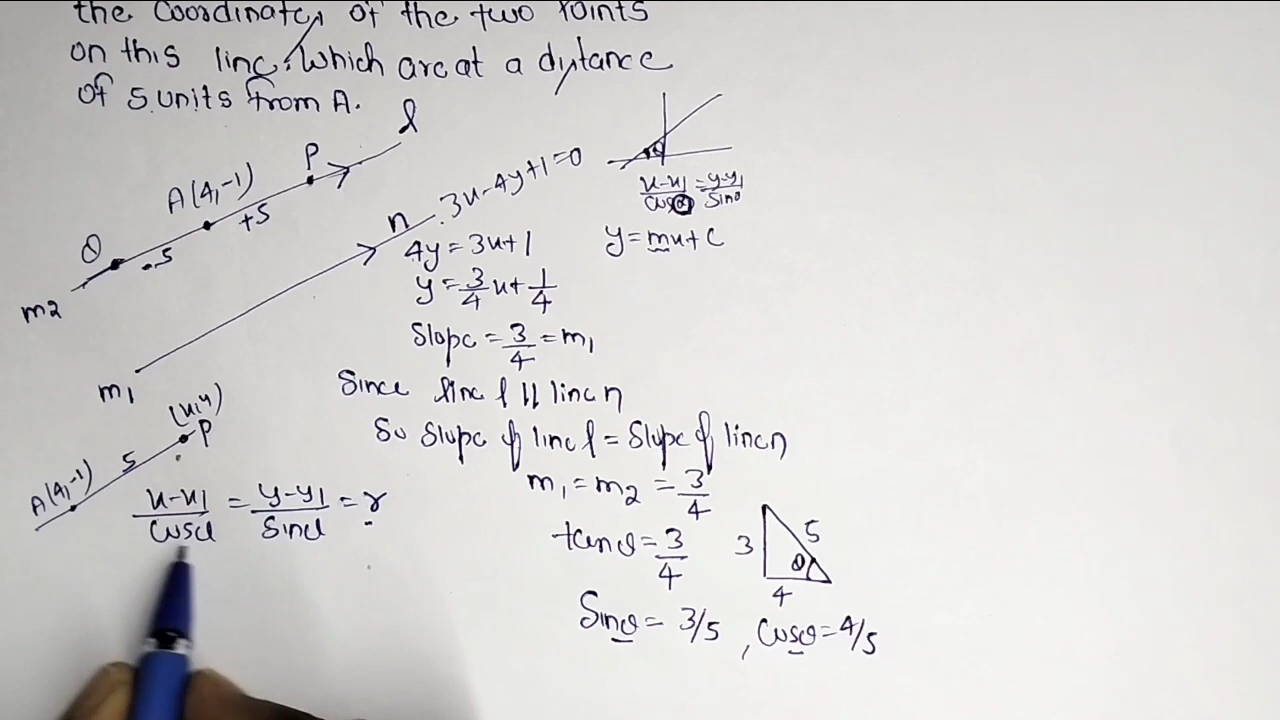 the Coordinates of the two Points
on this line, which are at a distance
of 5 units from A.
l
P
A(4,-1)
+5
Q
-5
m2
n
3x-4y+1=0
m1
4y=3x+1
y=3/4x+1/4
Slope=3/4=m1
Since line l || line n
So Slope of line l = Slope of line n
m1=m2=3/4
tanθ=3/4
Sinθ=3/5, Cosθ=4/5
x-x1/Cosθ=y-y1/Sinθ
y=mx+C
3
5
θ
4
(x,y)
P
5
A(4,-1)
x-x1/Cosα=y-y1/Sinα=r